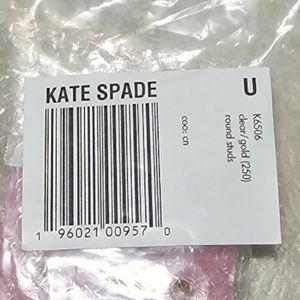 KATE SPADE
U
1 96021 00957 0
K6506
clear/gold (250)
round studs
coo: cn